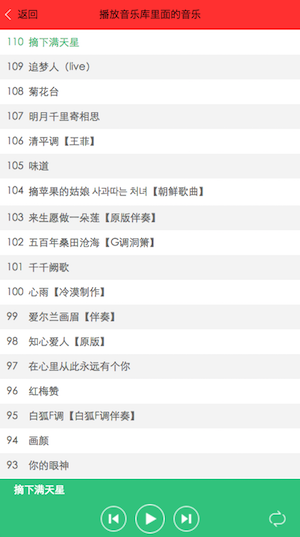 返回 播放音乐库里面的音乐
110 摘下满天星
109 追梦人（live）
108 菊花台
107 明月千里寄相思
106 清平调【王菲】
105 味道
104 摘苹果的姑娘 사과따는 처녀【朝鲜歌曲】
103 来生愿做一朵莲【原版伴奏】
102 五百年桑田沧海【G调洞箫】
101 千千阙歌
100 心雨【冷漠制作】
99 爱尔兰画眉【伴奏】
98 知心爱人【原版】
97 在心里从此永远有个你
96 红梅赞
95 白狐F调【白狐F调伴奏】
94 画颜
93 你的眼神
摘下满天星